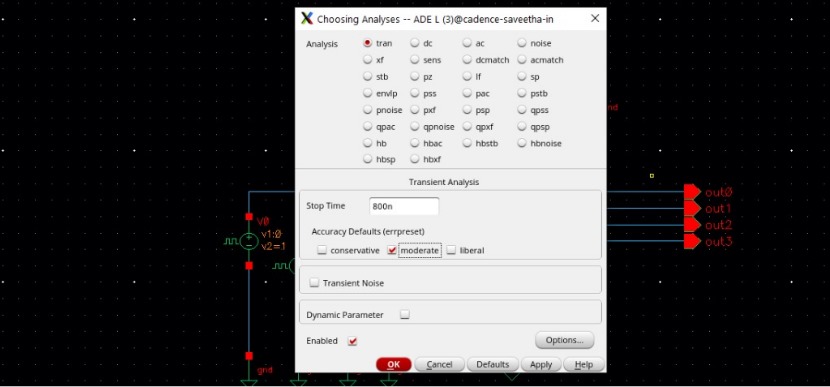 Choosing Analyses -- ADE L (3)@cadence-saveetha-in
Analysis tran dc ac noise
xf sens dcmatch acmatch
stb pz lf sp
envlp pss pac pstb
pnoise pxf psp qpss
qpac qpnoise qpxf qpsp
hb hbac hbstb hbnoise
hbsp hbxf
Transient Analysis
Stop Time 800n
Accuracy Defaults (errpreset)
conservative moderate liberal
Transient Noise
Dynamic Parameter
Enabled Options...
OK Cancel Defaults Apply Help
v0
v1:0
v2=1
gnd
nd
out0
out1
out2
out3